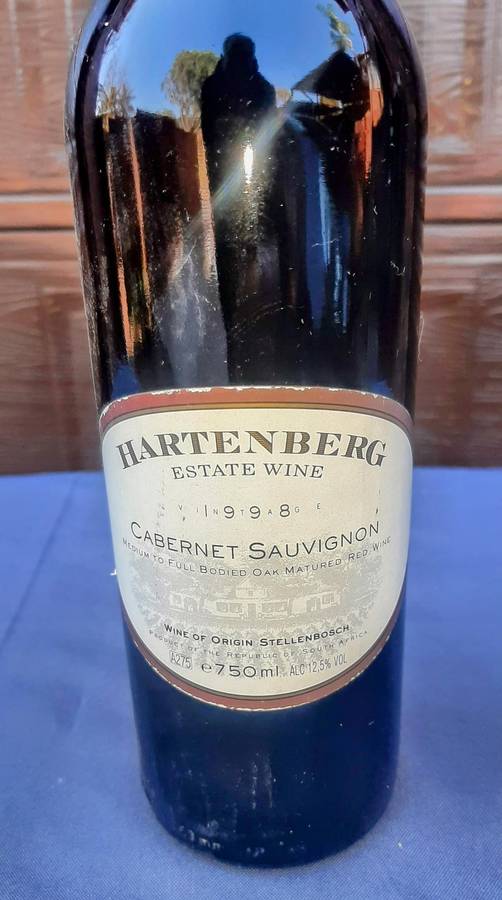 HARTENBERG
ESTATE WINE
V I N T A G E
1998
CABERNET SAUVIGNON
MEDIUM TO FULL BODIED OAK MATURED RED WINE
WINE OF ORIGIN STELLENBOSCH
PRODUCT OF THE REPUBLIC OF SOUTH AFRICA
A275 e750ml ALC 12,5% VOL